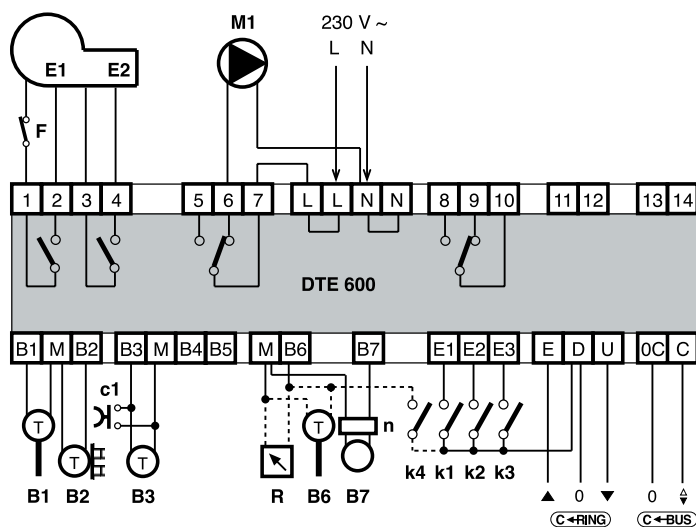 M1 230 V ~
L N
E1 E2
F
1 2 3 4 5 6 7 L L N N 8 9 10 11 12 13 14
DTE 600
B1 M B2 B3 M B4 B5 M B6 B7 E1 E2 E3 E D U 0C C
c1
T T T T n
k4 k1 k2 k3
B1 B2 B3 R B6 B7 0
C RING C BUS